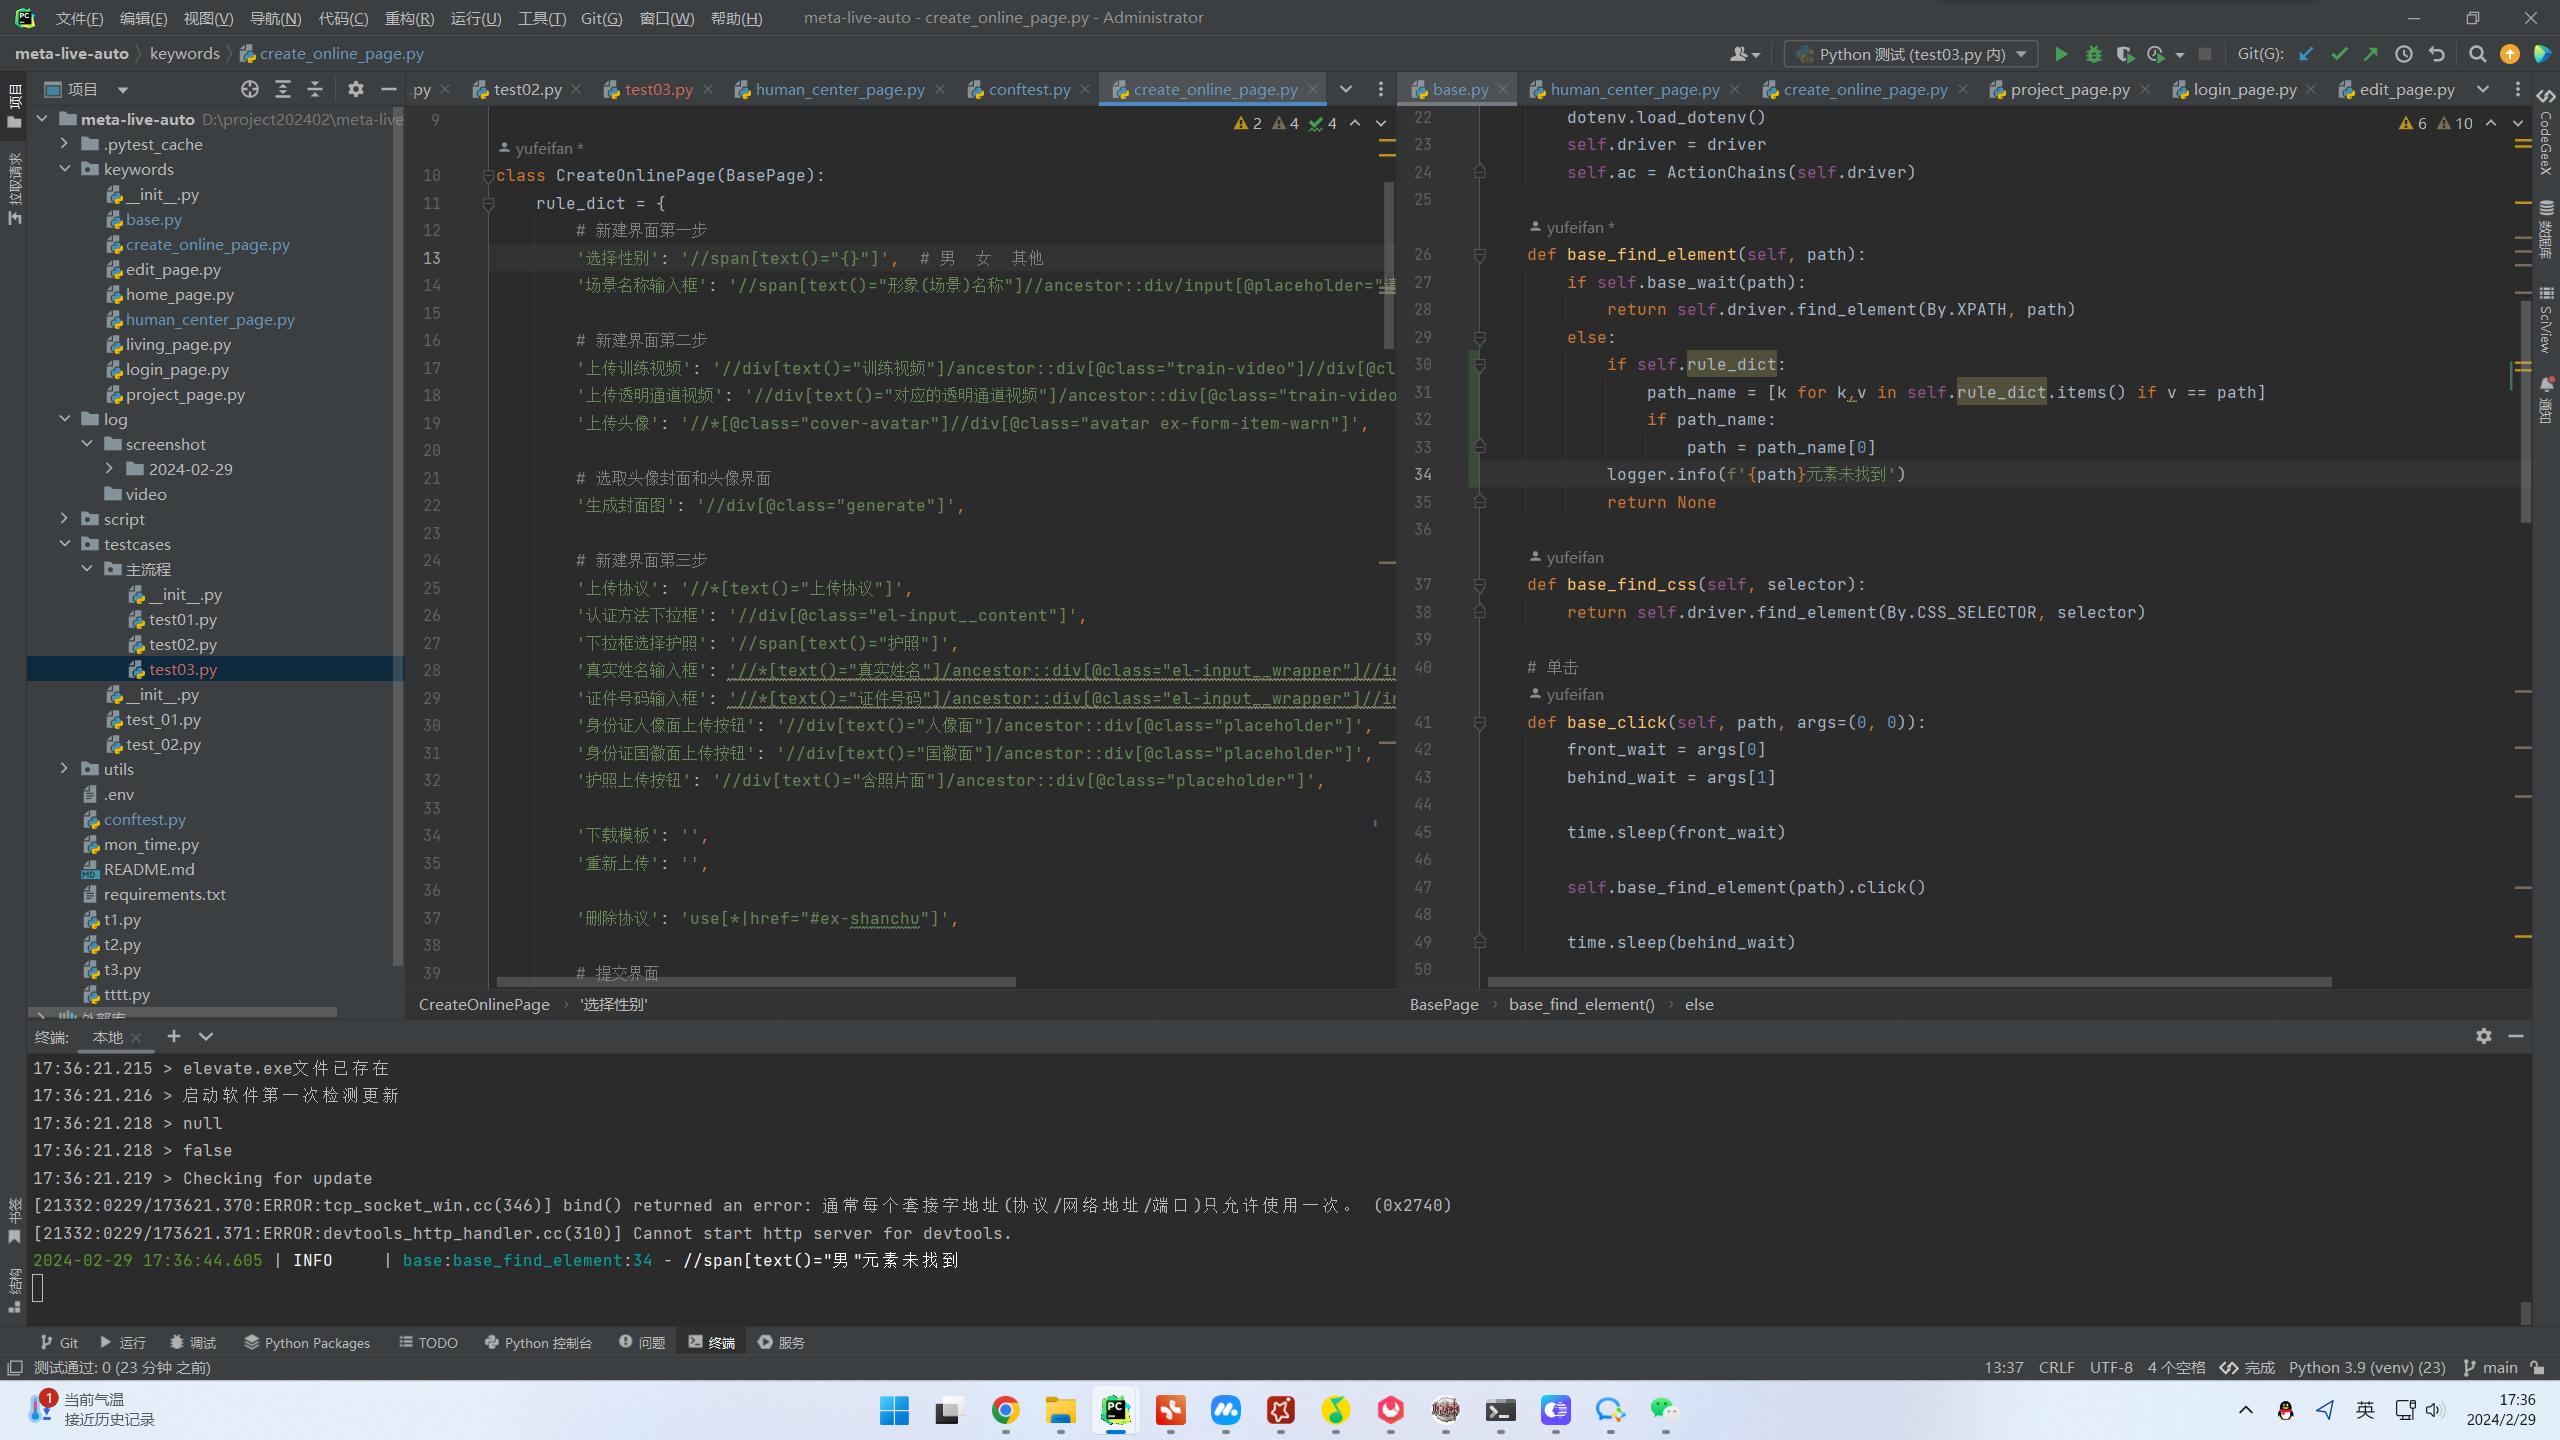 文件(F) 编辑(E) 视图(V) 导航(N) 代码(C) 重构(R) 运行(U) 工具(T) Git(G) 窗口(W) 帮助(H) meta-live-auto - create_online_page.py - Administrator
meta-live-auto keywords create_online_page.py Python 测试 (test03.py 内) Git(G):
项目
.py test02.py test03.py human_center_page.py conftest.py create_online_page.py
base.py human_center_page.py create_online_page.py project_page.py login_page.py edit_page.py
项目
拉取请求
书签
结构
meta-live-auto D:\project202402\meta-live
.pytest_cache
keywords
__init__.py
base.py
create_online_page.py
edit_page.py
home_page.py
human_center_page.py
living_page.py
login_page.py
project_page.py
log
screenshot
2024-02-29
video
script
testcases
主流程
__init__.py
test01.py
test02.py
test03.py
__init__.py
test_01.py
test_02.py
utils
.env
conftest.py
mon_time.py
README.md
requirements.txt
t1.py
t2.py
t3.py
tttt.py
外部库
2 4 4
9
yufeifan *
10 class CreateOnlinePage(BasePage):
11 rule_dict = {
12 # 新建界面第一步
13 '选择性别': '//span[text()="{}"]', # 男 女 其他
14 '场景名称输入框': '//span[text()="形象(场景)名称"]//ancestor::div/input[@placeholder="请
15
16 # 新建界面第二步
17 '上传训练视频': '//div[text()="训练视频"]/ancestor::div[@class="train-video"]//div[@cl
18 '上传透明通道视频': '//div[text()="对应的透明通道视频"]/ancestor::div[@class="train-video
19 '上传头像': '//*[@class="cover-avatar"]//div[@class="avatar ex-form-item-warn"]',
20
21 # 选取头像封面和头像界面
22 '生成封面图': '//div[@class="generate"]',
23
24 # 新建界面第三步
25 '上传协议': '//*[text()="上传协议"]',
26 '认证方法下拉框': '//div[@class="el-input__content"]',
27 '下拉框选择护照': '//span[text()="护照"]',
28 '真实姓名输入框': '//*[text()="真实姓名"]/ancestor::div[@class="el-input__wrapper"]//in
29 '证件号码输入框': '//*[text()="证件号码"]/ancestor::div[@class="el-input__wrapper"]//in
30 '身份证人像面上传按钮': '//div[text()="人像面"]/ancestor::div[@class="placeholder"]',
31 '身份证国徽面上传按钮': '//div[text()="国徽面"]/ancestor::div[@class="placeholder"]',
32 '护照上传按钮': '//div[text()="含照片面"]/ancestor::div[@class="placeholder"]',
33
34 '下载模板': '',
35 '重新上传': '',
36
37 '删除协议': 'use[*|href="#ex-shanchu"]',
38
39 # 提交界面
CreateOnlinePage '选择性别'
6 10
22 dotenv.load_dotenv()
23 self.driver = driver
24 self.ac = ActionChains(self.driver)
25
yufeifan *
26 def base_find_element(self, path):
27 if self.base_wait(path):
28 return self.driver.find_element(By.XPATH, path)
29 else:
30 if self.rule_dict:
31 path_name = [k for k,v in self.rule_dict.items() if v == path]
32 if path_name:
33 path = path_name[0]
34 logger.info(f'{path}元素未找到')
35 return None
36
yufeifan
37 def base_find_css(self, selector):
38 return self.driver.find_element(By.CSS_SELECTOR, selector)
39
40 # 单击
yufeifan
41 def base_click(self, path, args=(0, 0)):
42 front_wait = args[0]
43 behind_wait = args[1]
44
45 time.sleep(front_wait)
46
47 self.base_find_element(path).click()
48
49 time.sleep(behind_wait)
50
BasePage base_find_element() else
CodeGeeX
数据库
SciView
通知
终端: 本地
17:36:21.215 > elevate.exe文件已存在
17:36:21.216 > 启动软件第一次检测更新
17:36:21.218 > null
17:36:21.218 > false
17:36:21.219 > Checking for update
[21332:0229/173621.370:ERROR:tcp_socket_win.cc(346)] bind() returned an error: 通常每个套接字地址(协议/网络地址/端口)只允许使用一次。 (0x2740)
[21332:0229/173621.371:ERROR:devtools_http_handler.cc(310)] Cannot start http server for devtools.
2024-02-29 17:36:44.605 | INFO | base:base_find_element:34 - //span[text()="男"元素未找到
Git 运行 调试 Python Packages TODO Python 控制台 问题 终端 服务
测试通过: 0 (23 分钟 之前) 13:37 CRLF UTF-8 4 个空格 完成 Python 3.9 (venv) (23) main
1 当前气温
接近历史记录
英
17:36
2024/2/29